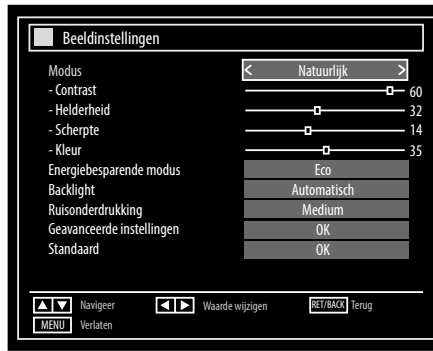 Beeldinstellingen
Modus < Natuurlijk >
- Contrast 60
- Helderheid 32
- Scherpte 14
- Kleur 35
Energiebesparende modus Eco
Backlight Automatisch
Ruisonderdrukking Medium
Geavanceerde instellingen OK
Standaard OK
▲ ▼ Navigeer ◀ ▶ Waarde wijzigen RET/BACK Terug
MENU Verlaten